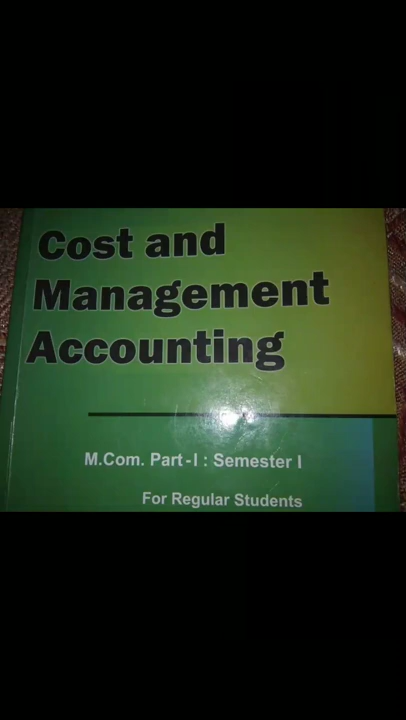 Cost and
Management
Accounting
M.Com. Part-I : Semester I
For Regular Students